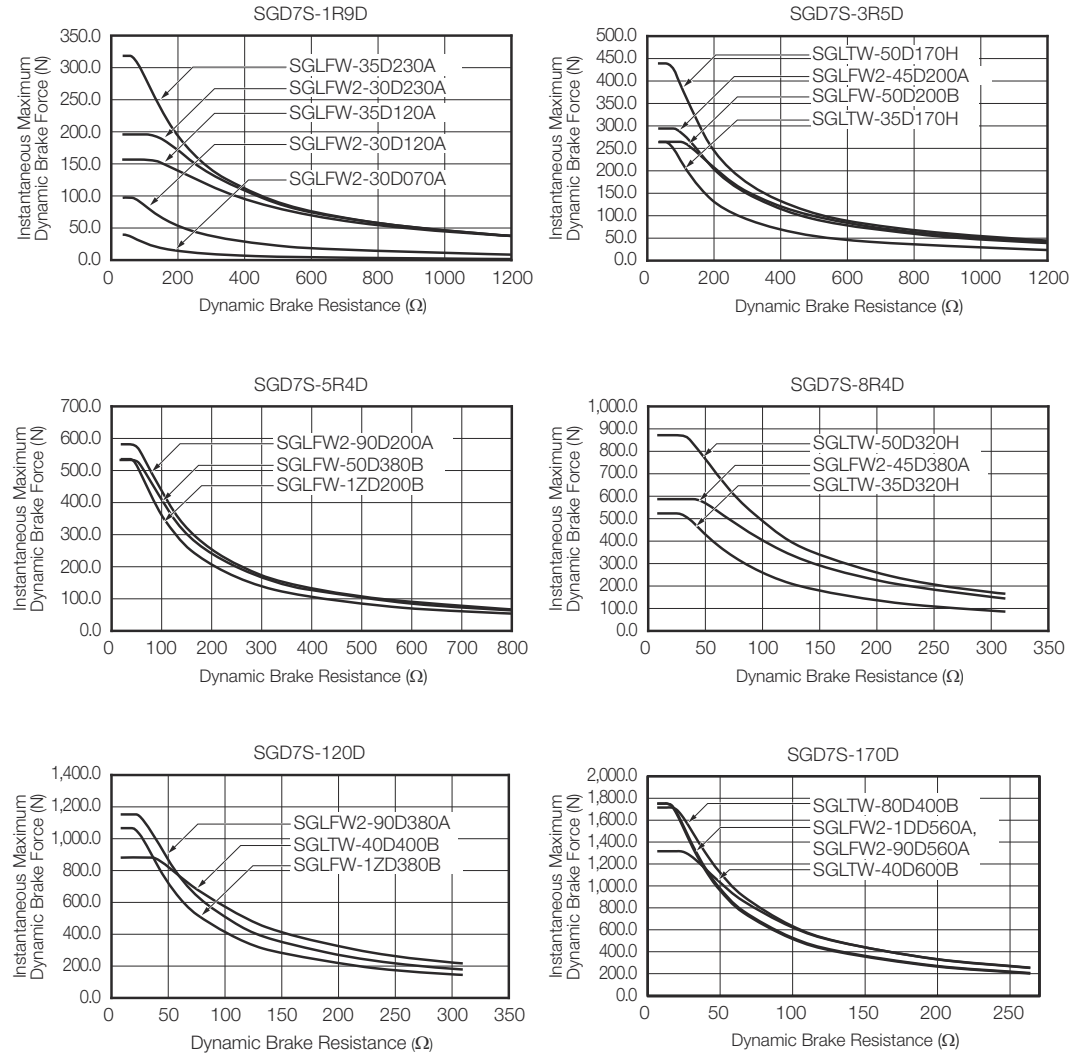 SGD7S-1R9D
Instantaneous Maximum
Dynamic Brake Force (N)
350.0
300.0
250.0
200.0
150.0
100.0
50.0
0.0
SGLFW-35D230A
SGLFW2-30D230A
SGLFW-35D120A
SGLFW2-30D120A
SGLFW2-30D070A
0 200 400 600 800 1000 1200
Dynamic Brake Resistance (Ω)
SGD7S-3R5D
Instantaneous Maximum
Dynamic Brake Force (N)
500.0
450.0
400.0
350.0
300.0
250.0
200.0
150.0
100.0
50.0
0.0
SGLTW-50D170H
SGLFW2-45D200A
SGLFW-50D200B
SGLTW-35D170H
0 200 400 600 800 1000 1200
Dynamic Brake Resistance (Ω)
SGD7S-5R4D
Instantaneous Maximum
Dynamic Brake Force (N)
700.0
600.0
500.0
400.0
300.0
200.0
100.0
0.0
SGLFW2-90D200A
SGLFW-50D380B
SGLFW-1ZD200B
0 100 200 300 400 500 600 700 800
Dynamic Brake Resistance (Ω)
SGD7S-8R4D
Instantaneous Maximum
Dynamic Brake Force (N)
1,000.0
900.0
800.0
700.0
600.0
500.0
400.0
300.0
200.0
100.0
0.0
SGLTW-50D320H
SGLFW2-45D380A
SGLTW-35D320H
0 50 100 150 200 250 300 350
Dynamic Brake Resistance (Ω)
SGD7S-120D
Instantaneous Maximum
Dynamic Brake Force (N)
1,400.0
1,200.0
1,000.0
800.0
600.0
400.0
200.0
0.0
SGLFW2-90D380A
SGLTW-40D400B
SGLFW-1ZD380B
0 50 100 150 200 250 300 350
Dynamic Brake Resistance (Ω)
SGD7S-170D
Instantaneous Maximum
Dynamic Brake Force (N)
2,000.0
1,800.0
1,600.0
1,400.0
1,200.0
1,000.0
800.0
600.0
400.0
200.0
0.0
SGLTW-80D400B
SGLFW2-1DD560A,
SGLFW2-90D560A
SGLTW-40D600B
0 50 100 150 200 250
Dynamic Brake Resistance (Ω)